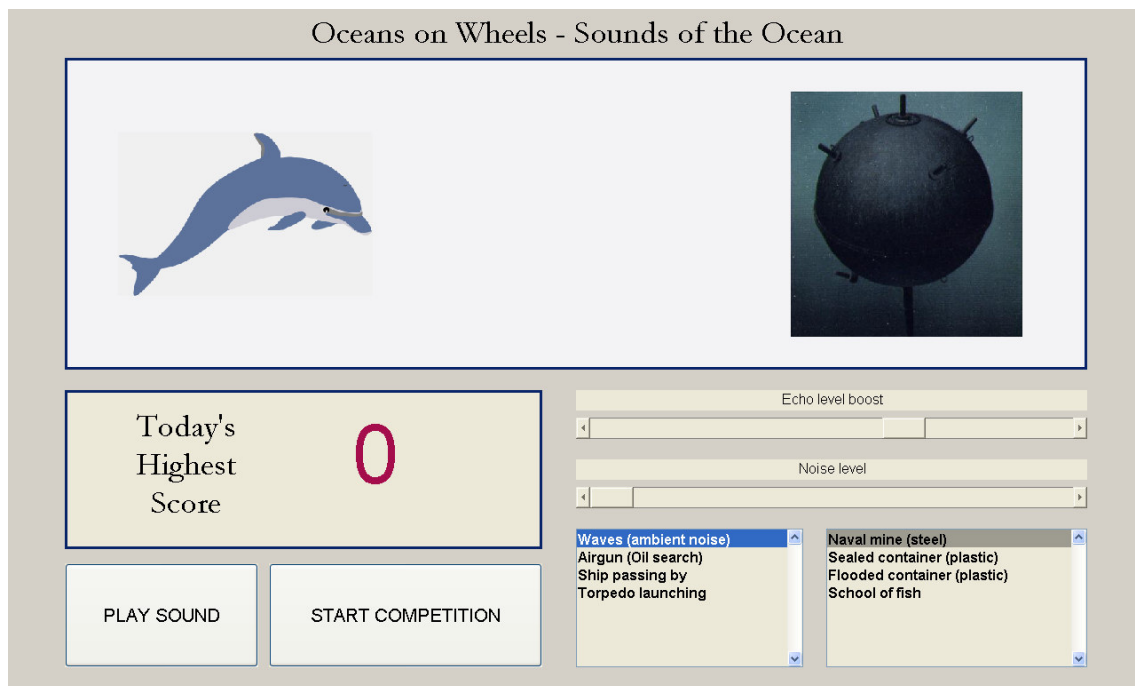 Oceans on Wheels - Sounds of the Ocean
Today's
Highest
Score
0
Echo level boost
Noise level
Waves (ambient noise)
Airgun (Oil search)
Ship passing by
Torpedo launching
Naval mine (steel)
Sealed container (plastic)
Flooded container (plastic)
School of fish
PLAY SOUND
START COMPETITION